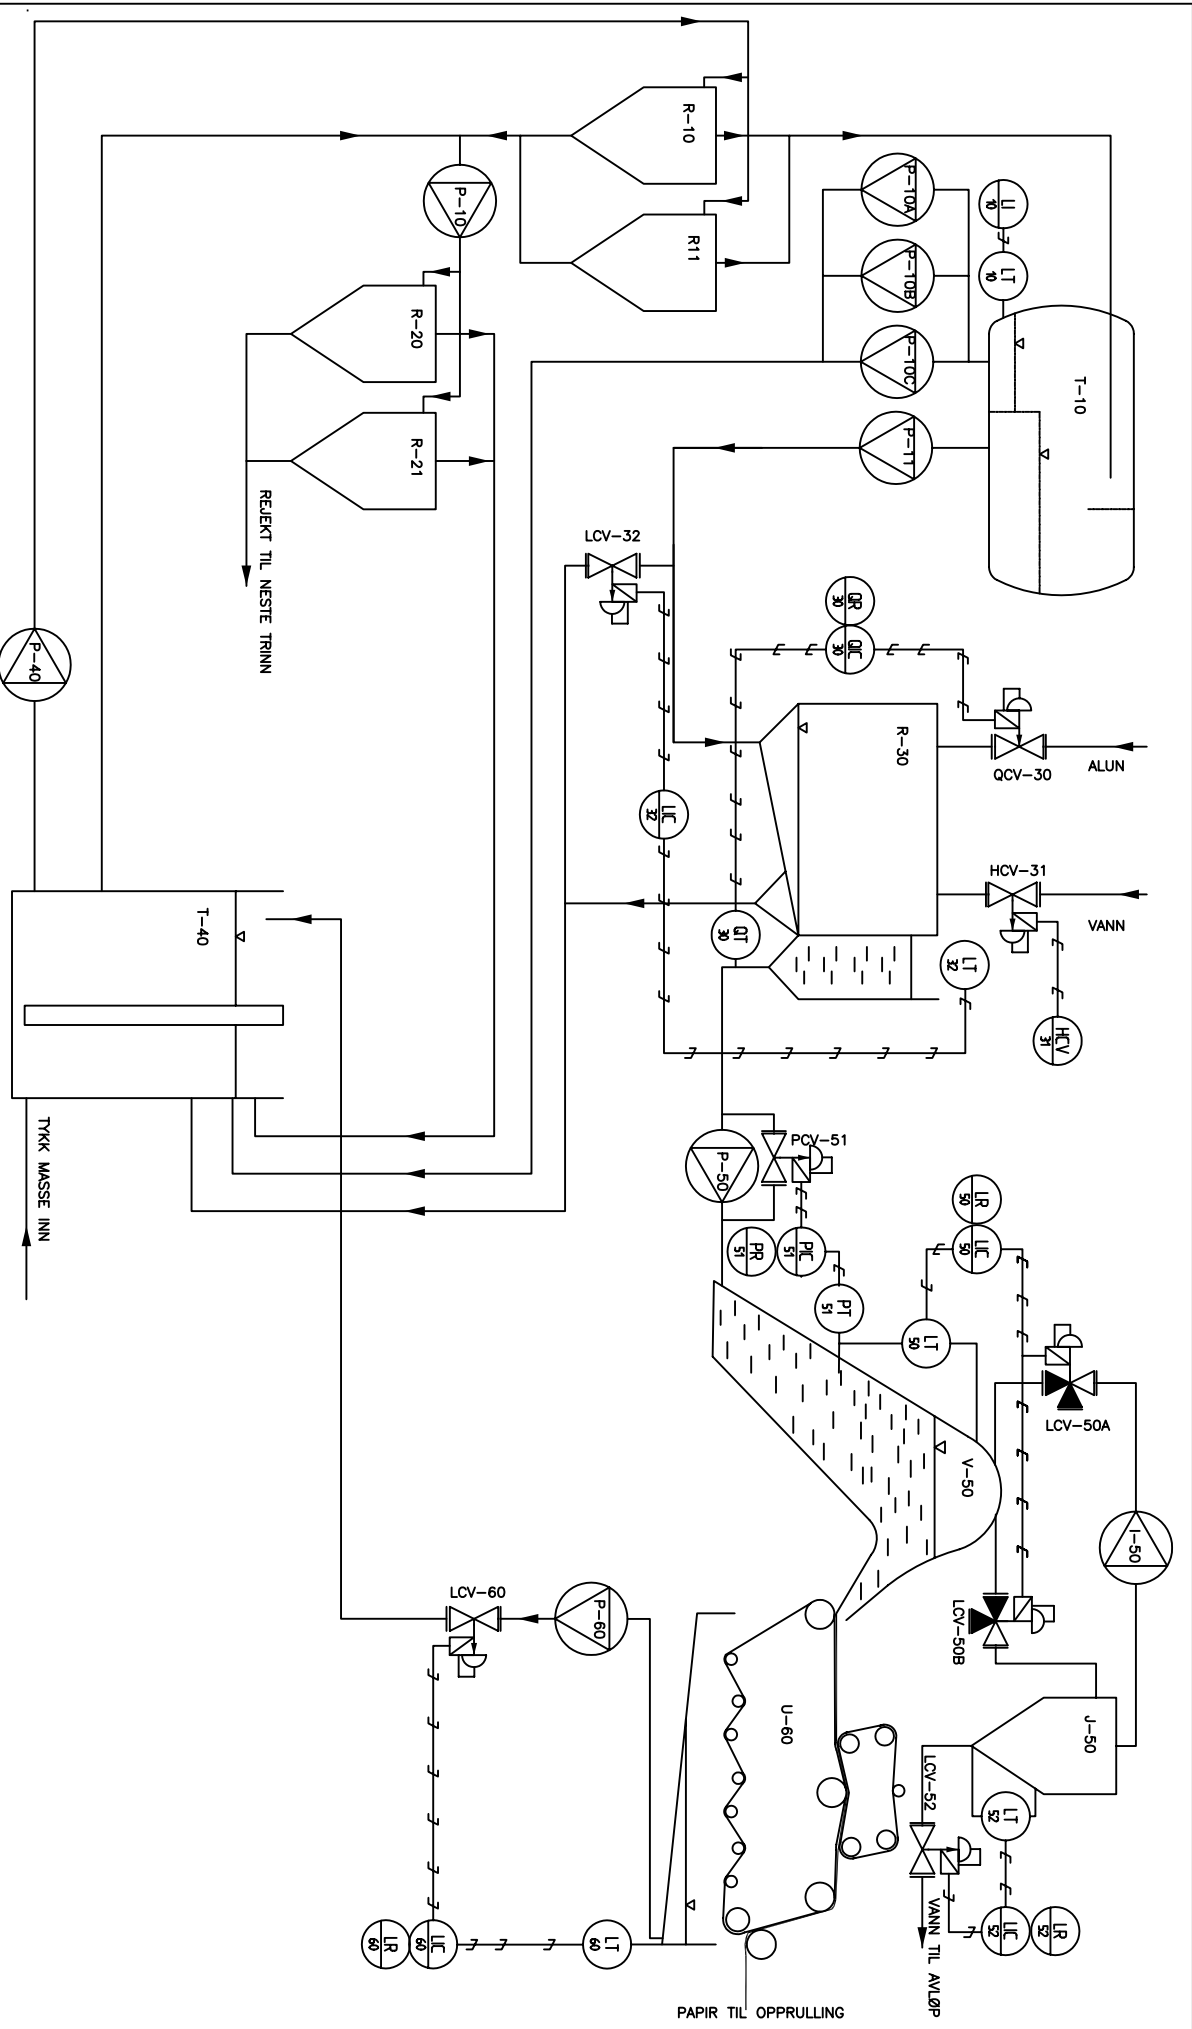 R-10
R11
P-10A
P-10B
P-10C
P-11
LI
10
LT
10
T-10
P-10
R-20
R-21
REJEKT TIL NESTE TRINN
P-40
LCV-32
QR
30
QIC
30
R-30
QCV-30
ALUN
HCV-31
VANN
LIC
32
QT
30
LT
32
HCV
31
T-40
TYKK MASSE INN
P-50
PCV-51
PR
51
PIC
51
PT
51
LR
50
LIC
50
LT
50
LCV-50A
V-50
I-50
LCV-50B
J-50
LCV-52
LT
52
LIC
52
LR
52
VANN TIL AVLØP
LCV-60
P-60
U-60
LR
60
LIC
60
LT
60
PAPIR TIL OPPRULLING